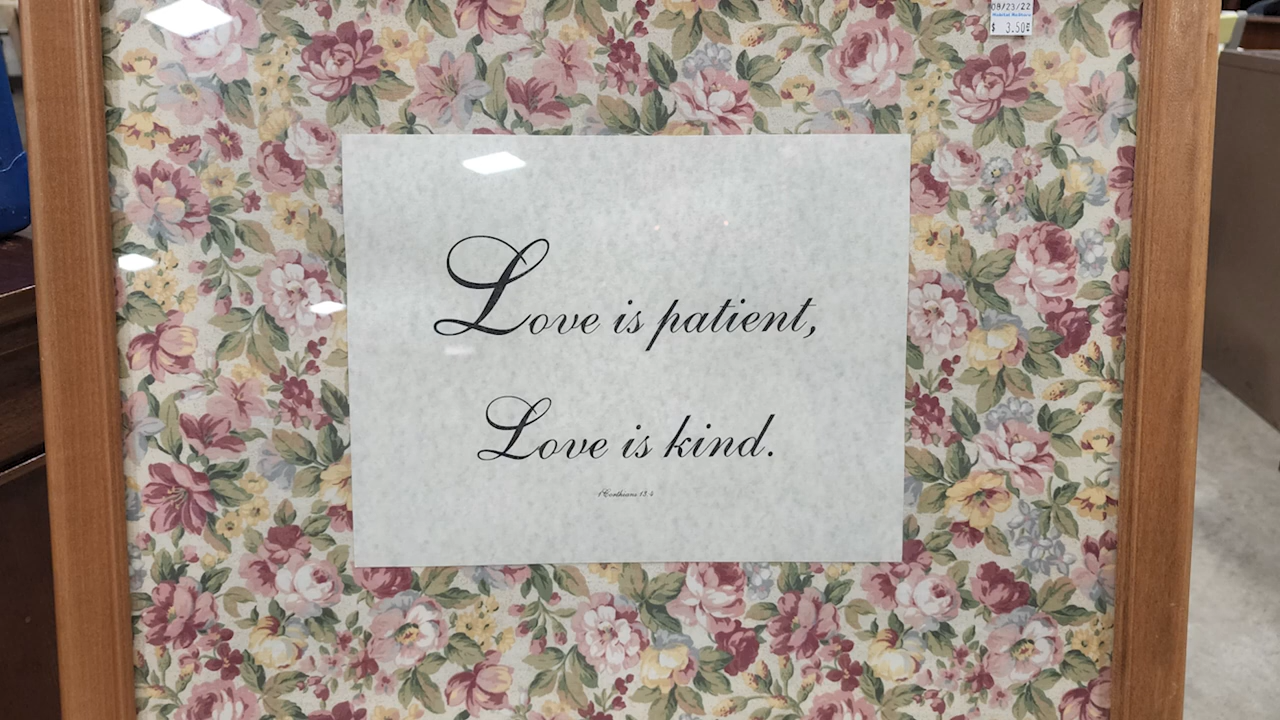 08/23/22
$ 3.50
Love is patient,
Love is kind.